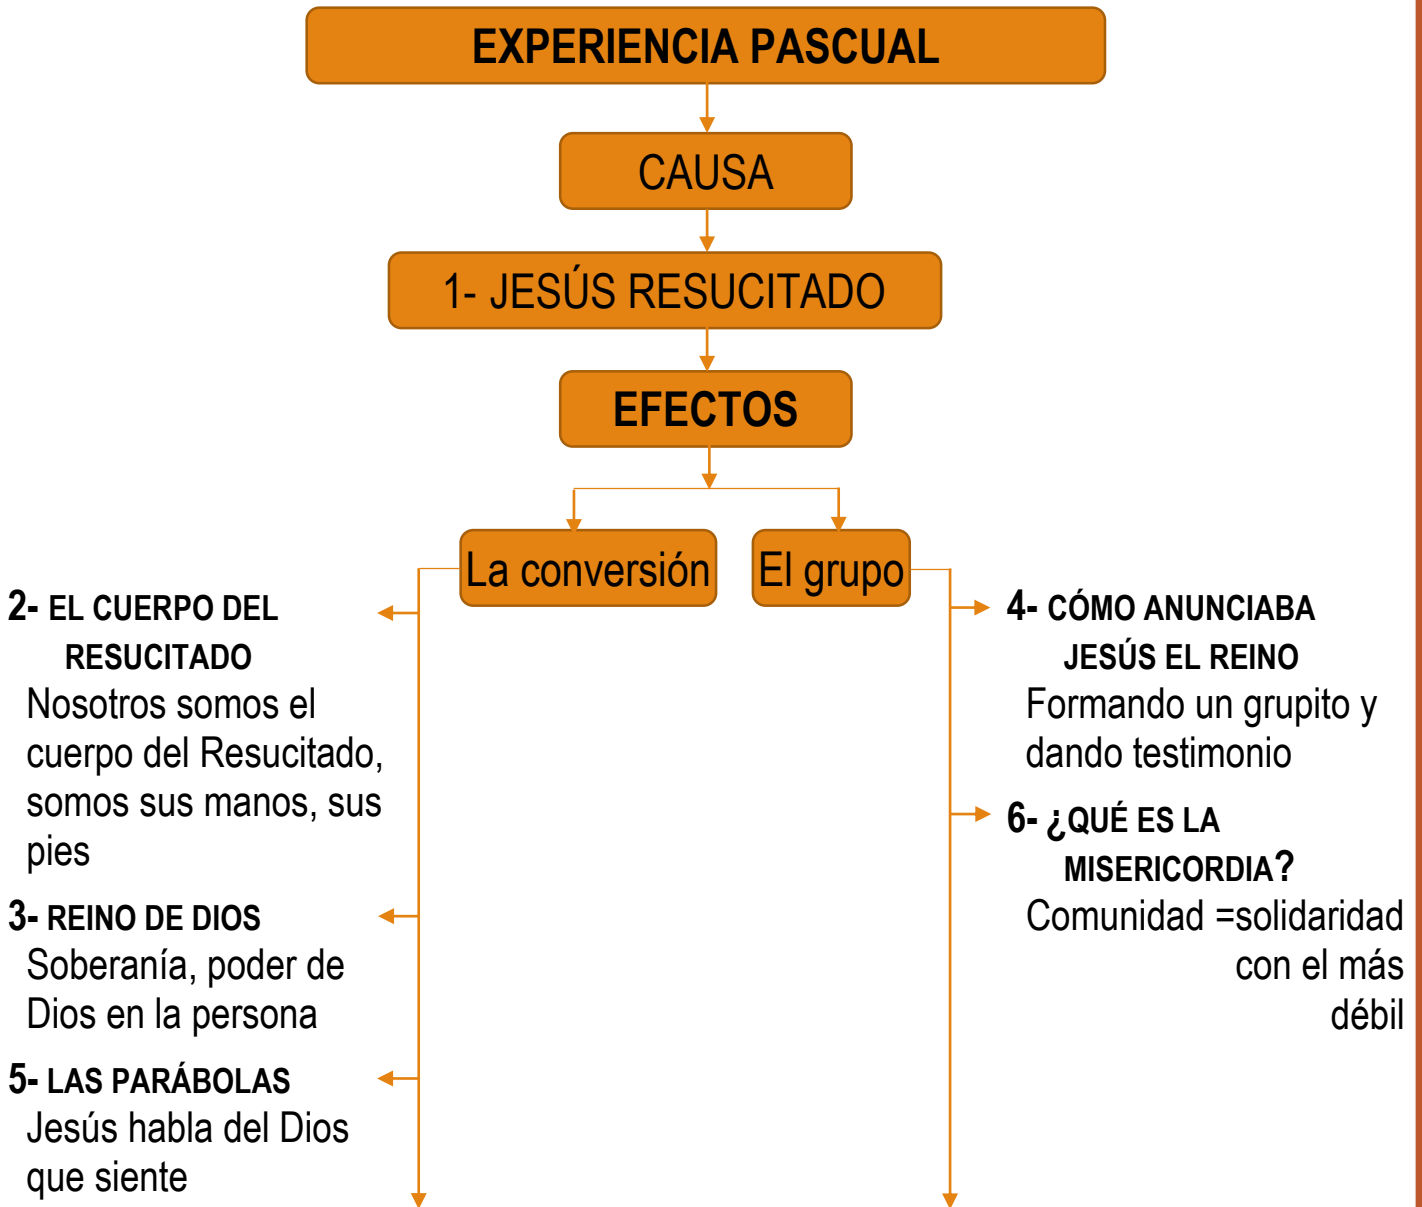 EXPERIENCIA PASCUAL
CAUSA
1- JESÚS RESUCITADO
EFECTOS
La conversión
El grupo
2- EL CUERPO DEL
RESUCITADO
Nosotros somos el
cuerpo del Resucitado,
somos sus manos, sus
pies
3- REINO DE DIOS
Soberanía, poder de
Dios en la persona
5- LAS PARÁBOLAS
Jesús habla del Dios
que siente
4- CÓMO ANUNCIABA
JESÚS EL REINO
Formando un grupito y
dando testimonio
6- ¿QUÉ ES LA
MISERICORDIA?
Comunidad =solidaridad
con el más
débil